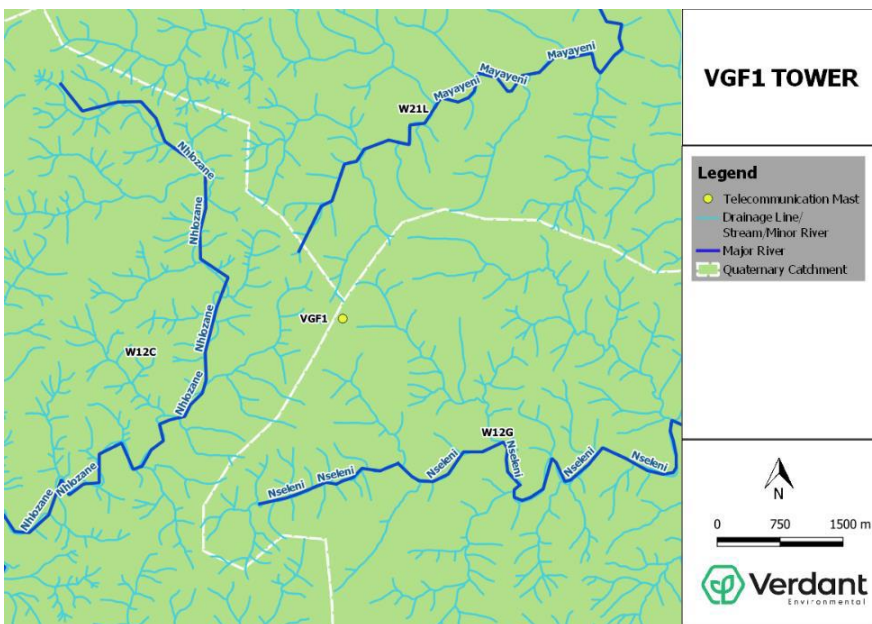 Mayayeni
Mayayeni
Mayayeni
W21L
Nhlozane
Nhlozane
Nhlozane
VGF1
W12C
Nhlozane
W12G
Nseleni
Nseleni
Nseleni
Nseleni
Nseleni
Nseleni
Nhlozane
Nhlozane
VGF1 TOWER
Legend
Telecommunication Mast
Drainage Line/
Stream/Minor River
Major River
Quaternary Catchment
N
0 750 1500 m
Verdant
Environmental